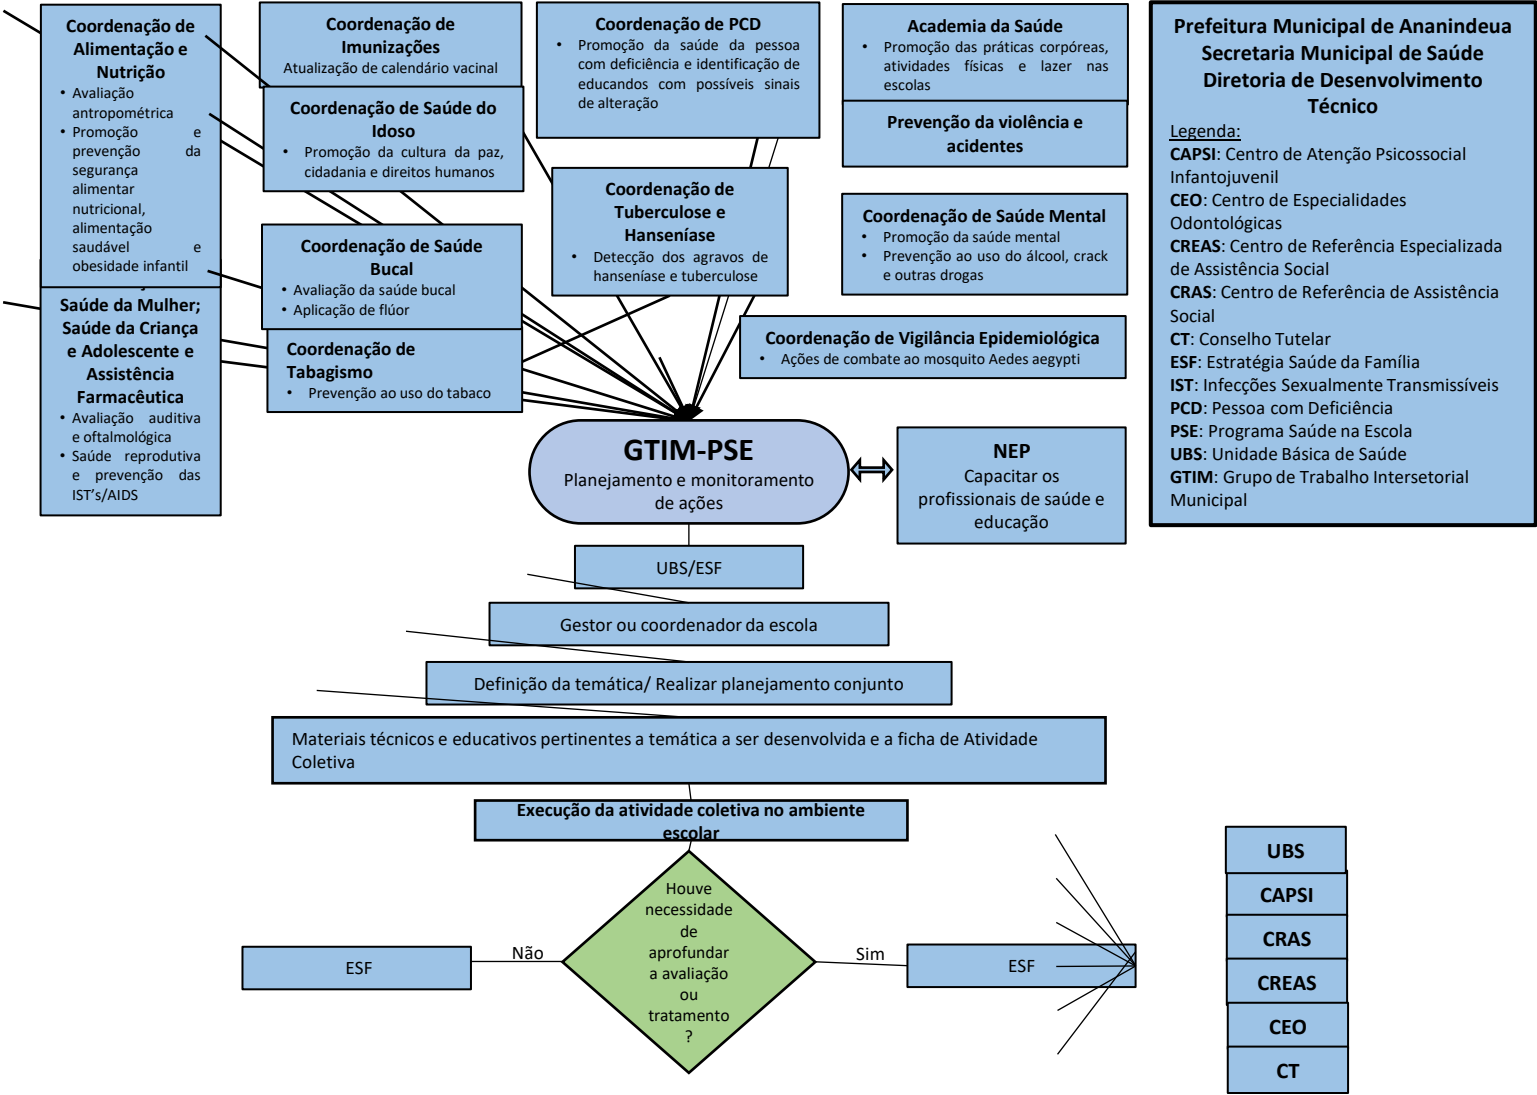 Coordenação de
Alimentação e
Nutrição
• Avaliação
antropométrica
• Promoção e
prevenção da
segurança
alimentar
nutricional,
alimentação
saudável e
obesidade infantil
Saúde da Mulher;
Saúde da Criança
e Adolescente e
Assistência
Farmacêutica
• Avaliação auditiva
e oftalmológica
• Saúde reprodutiva
e prevenção das
IST's/AIDS
Coordenação de
Imunizações
Atualização de calendário vacinal
Coordenação de Saúde do
Idoso
• Promoção da cultura da paz,
cidadania e direitos humanos
Coordenação de Saúde
Bucal
• Avaliação da saúde bucal
• Aplicação de flúor
Coordenação de
Tabagismo
• Prevenção ao uso do tabaco
Coordenação de PCD
• Promoção da saúde da pessoa
com deficiência e identificação de
educandos com possíveis sinais
de alteração
Coordenação de
Tuberculose e
Hanseníase
• Detecção dos agravos de
hanseníase e tuberculose
Academia da Saúde
• Promoção das práticas corpóreas,
atividades físicas e lazer nas
escolas
Prevenção da violência e
acidentes
Coordenação de Saúde Mental
• Promoção da saúde mental
• Prevenção ao uso do álcool, crack
e outras drogas
Coordenação de Vigilância Epidemiológica
• Ações de combate ao mosquito Aedes aegypti
Prefeitura Municipal de Ananindeua
Secretaria Municipal de Saúde
Diretoria de Desenvolvimento
Técnico
Legenda:
CAPSI: Centro de Atenção Psicossocial
Infantojuvenil
CEO: Centro de Especialidades
Odontológicas
CREAS: Centro de Referência Especializada
de Assistência Social
CRAS: Centro de Referência de Assistência
Social
CT: Conselho Tutelar
ESF: Estratégia Saúde da Família
IST: Infecções Sexualmente Transmissíveis
PCD: Pessoa com Deficiência
PSE: Programa Saúde na Escola
UBS: Unidade Básica de Saúde
GTIM: Grupo de Trabalho Intersetorial
Municipal
GTIM-PSE
Planejamento e monitoramento
de ações
NEP
Capacitar os
profissionais de saúde e
educação
UBS/ESF
Gestor ou coordenador da escola
Definição da temática/ Realizar planejamento conjunto
Materiais técnicos e educativos pertinentes a temática a ser desenvolvida e a ficha de Atividade
Coletiva
Execução da atividade coletiva no ambiente
escolar
Houve
necessidade
de
aprofundar
a avaliação
ou
tratamento
?
Não
ESF
Sim
ESF
UBS
CAPSI
CRAS
CREAS
CEO
CT